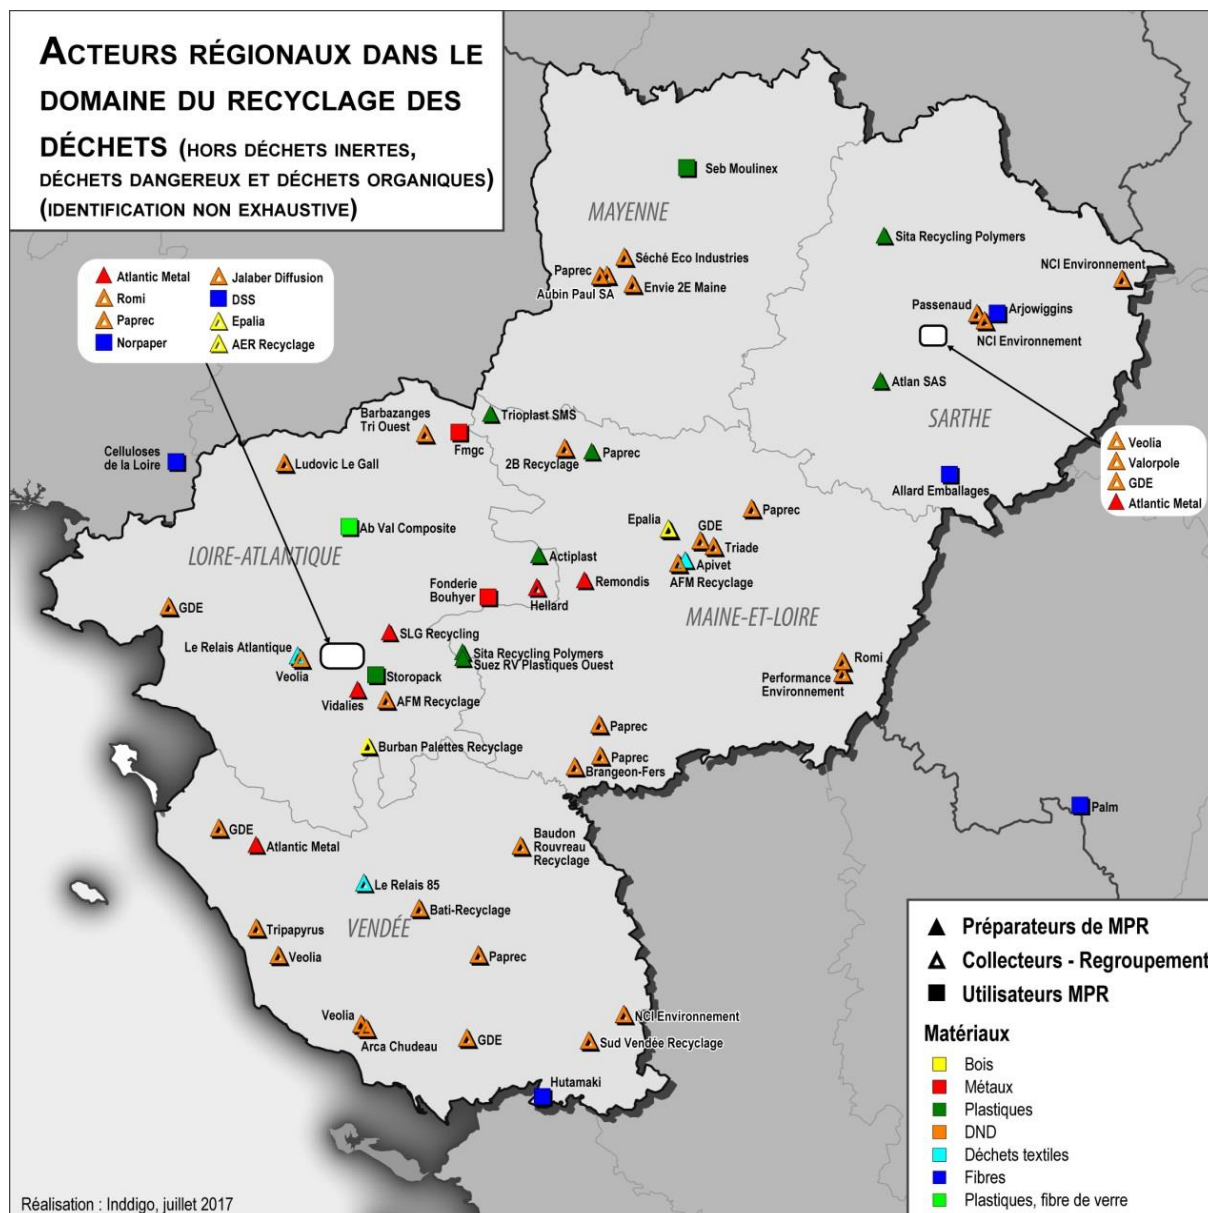 ACTEURS RÉGIONAUX DANS LE
DOMAINE DU RECYCLAGE DES
DÉCHETS (HORS DÉCHETS INERTES,
DÉCHETS DANGEREUX ET DÉCHETS ORGANIQUES)
(IDENTIFICATION NON EXHAUSTIVE)
Seb Moulinex
MAYENNE
Sita Recycling Polymers
Séché Eco Industries
Paprec
Aubin Paul SA
Envie 2E Maine
NCI Environnement
Passenaud
Arjowiggins
NCI Environnement
Atlantic Metal
Romi
Paprec
Norpaper
Jalaber Diffusion
DSS
Epalia
AER Recyclage
Atlan SAS
SARTHE
Veolia
Valorpole
GDE
Atlantic Metal
Allard Emballages
Barbazanges
Tri Ouest
Fmgc
Trioplast SMS
2B Recyclage
Paprec
Celluloses
de la Loire
Ludovic Le Gall
Ab Val Composite
LOIRE-ATLANTIQUE
Paprec
Epalia
GDE
Triade
Apivet
AFM Recyclage
Actiplast
Remondis
Hellard
Fonderie
Bouhyer
MAINE-ET-LOIRE
GDE
SLG Recycling
Le Relais Atlantique
Veolia
Sita Recycling Polymers
Suez RV Plastiques Ouest
Storopack
Vidalies
AFM Recyclage
Romi
Performance
Environnement
Burban Palettes Recyclage
Paprec
Paprec
Brangeon-Fers
Palm
GDE
Atlantic Metal
Baudon
Rouvreau
Recyclage
Le Relais 85
Bati-Recyclage
VENDÉE
Tripapyrus
Veolia
Paprec
Veolia
Arca Chudeau
GDE
NCI Environnement
Sud Vendée Recyclage
Hutamaki
Préparateurs de MPR
Collecteurs - Regroupement
Utilisateurs MPR
Matériaux
Bois
Métaux
Plastiques
DND
Déchets textiles
Fibres
Plastiques, fibre de verre
Réalisation : Inddigo, juillet 2017